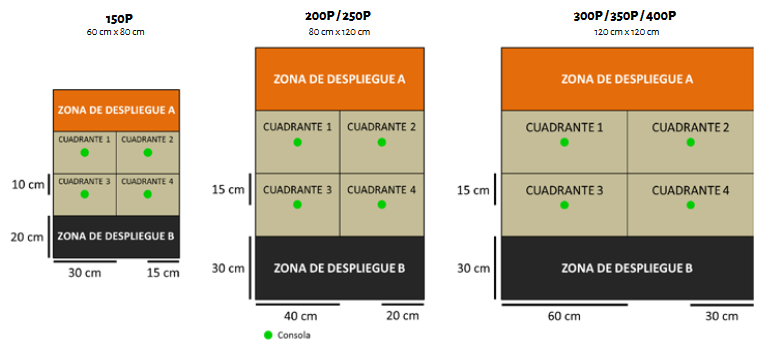 150P
60 cm x 80 cm
ZONA DE DESPLIEGUE A
CUADRANTE 1
CUADRANTE 2
CUADRANTE 3
CUADRANTE 4
ZONA DE DESPLIEGUE B
10 cm
20 cm
30 cm
15 cm
200P / 250P
80 cm x 120 cm
ZONA DE DESPLIEGUE A
CUADRANTE 1
CUADRANTE 2
CUADRANTE 3
CUADRANTE 4
ZONA DE DESPLIEGUE B
15 cm
30 cm
40 cm
20 cm
Consola
300P / 350P / 400P
120 cm x 120 cm
ZONA DE DESPLIEGUE A
CUADRANTE 1
CUADRANTE 2
CUADRANTE 3
CUADRANTE 4
ZONA DE DESPLIEGUE B
15 cm
30 cm
60 cm
30 cm